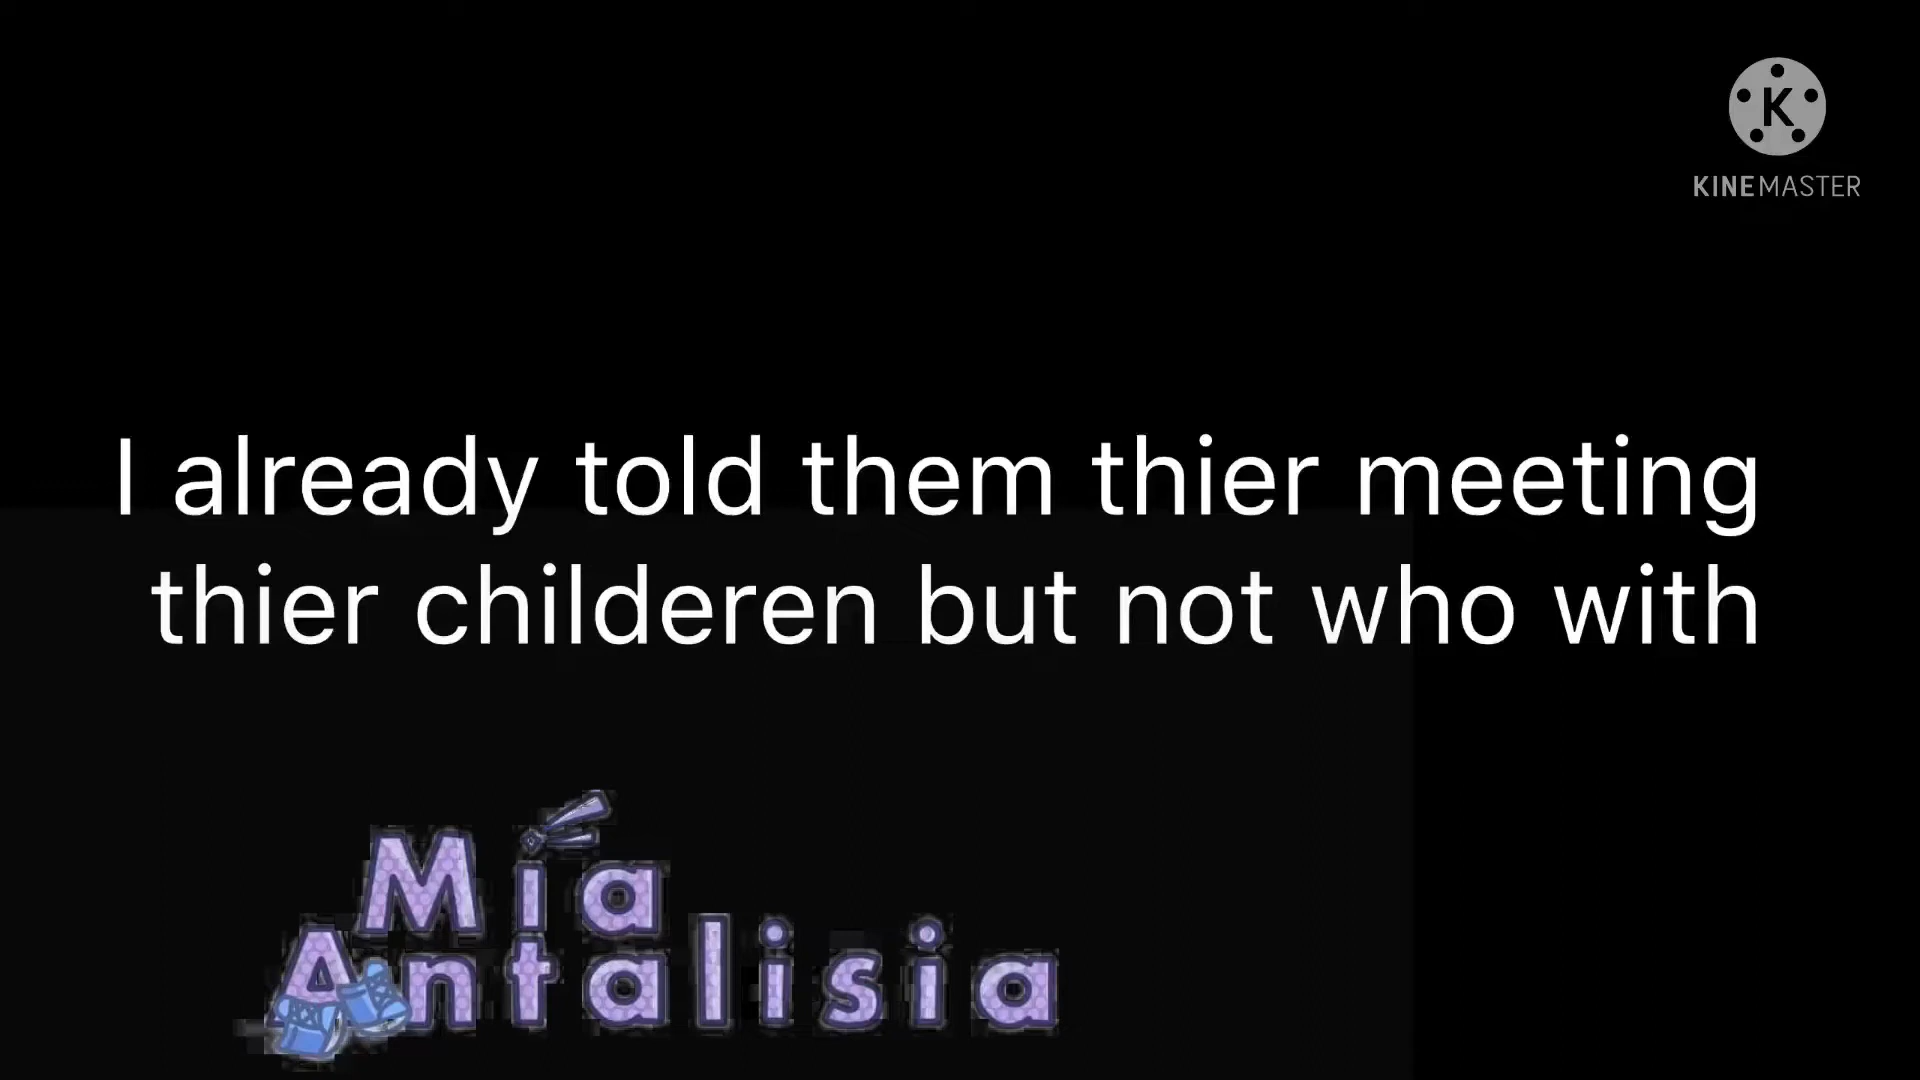 K
KINEMASTER
I already told them thier meeting
thier childeren but not who with
Mia
Antalisia